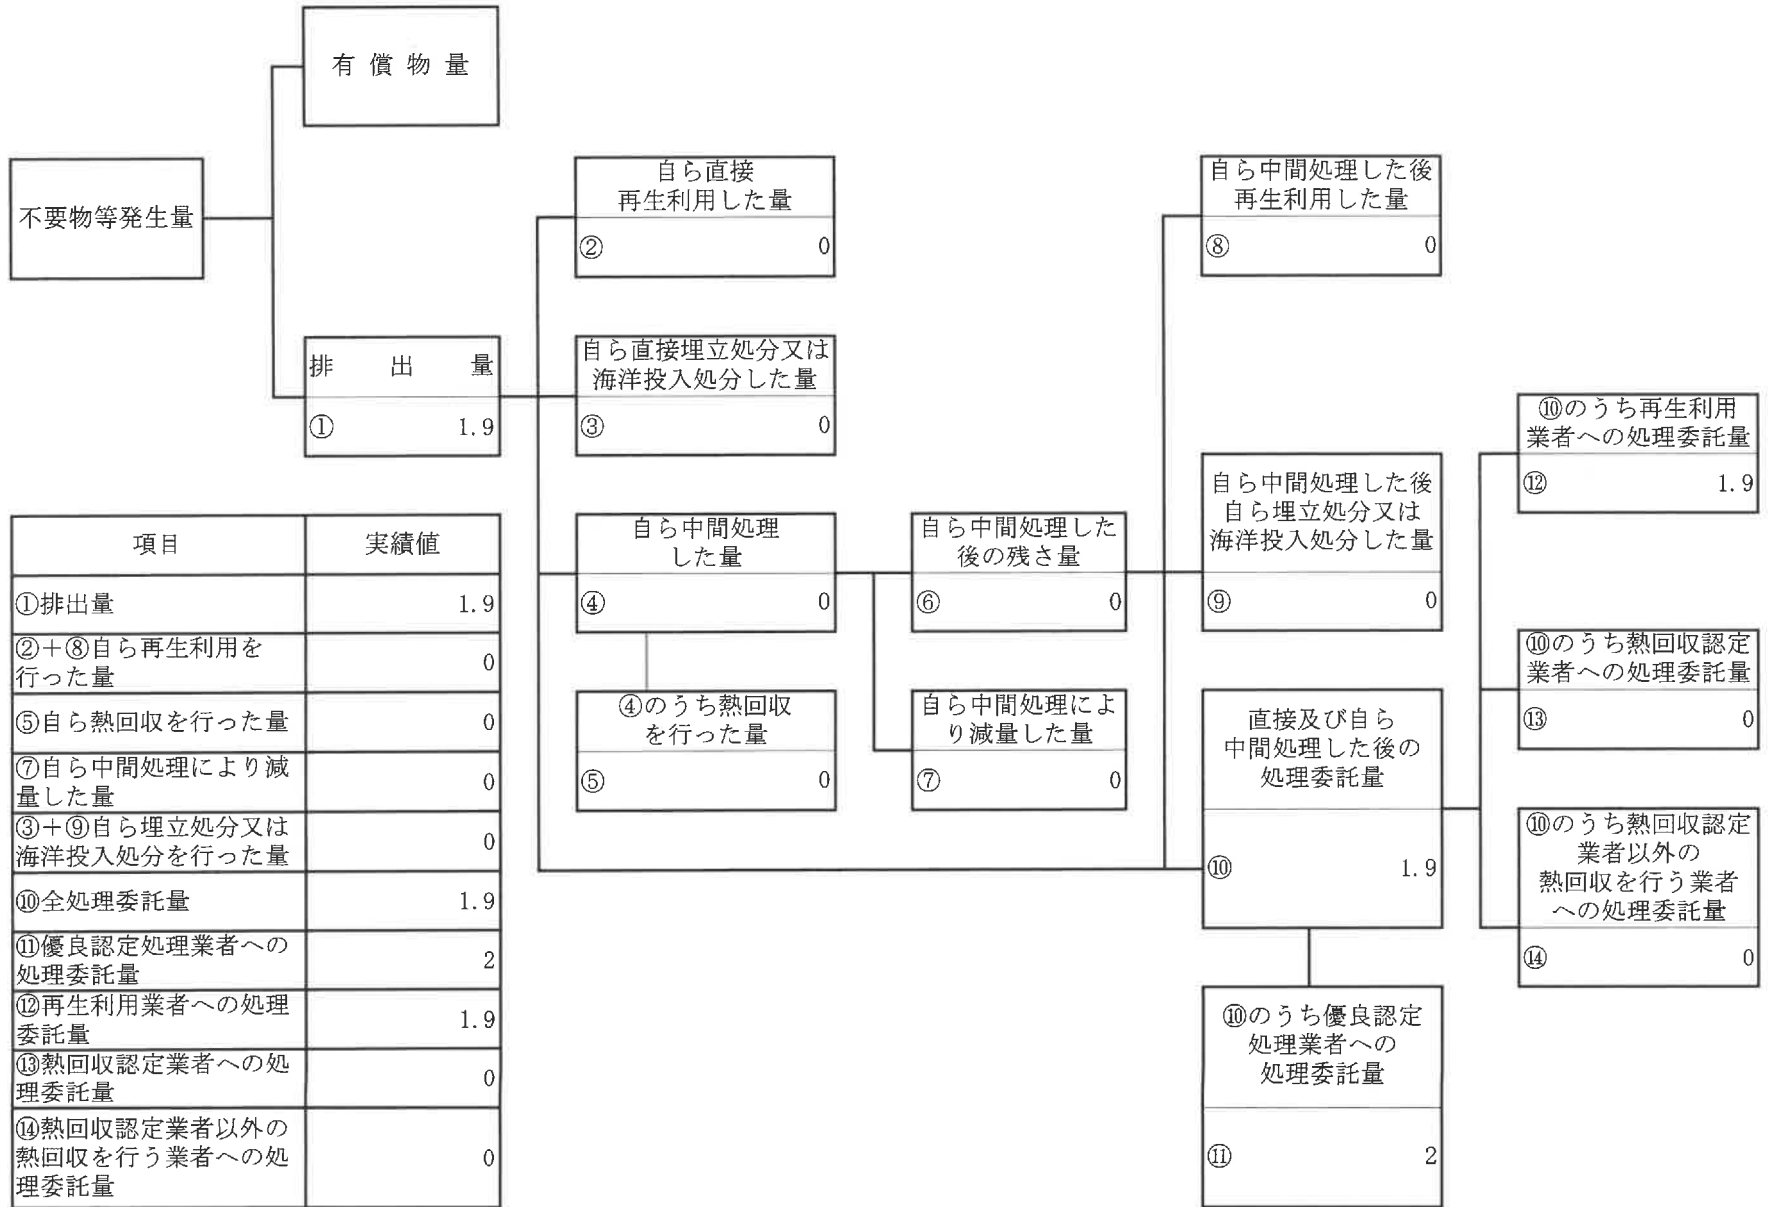 有償物量
不要物等発生量
排出量
① 1.9
自ら直接
再生利用した量
② 0
自ら直接埋立処分又は
海洋投入処分した量
③ 0
自ら中間処理
した量
④ 0
④のうち熱回収
を行った量
⑤ 0
自ら中間処理した
後の残さ量
⑥ 0
自ら中間処理によ
り減量した量
⑦ 0
自ら中間処理した後
再生利用した量
⑧ 0
自ら中間処理した後
自ら埋立処分又は
海洋投入処分した量
⑨ 0
直接及び自ら
中間処理した後の
処理委託量
⑩ 1.9
⑩のうち優良認定
処理業者への
処理委託量
⑪ 2
⑩のうち再生利用
業者への処理委託量
⑫ 1.9
⑩のうち熱回収認定
業者への処理委託量
⑬ 0
⑩のうち熱回収認定
業者以外の
熱回収を行う業者
への処理委託量
⑭ 0
項目 実績値
①排出量 1.9
②+⑧自ら再生利用を
行った量 0
⑤自ら熱回収を行った量 0
⑦自ら中間処理により減
量した量 0
③+⑨自ら埋立処分又は
海洋投入処分を行った量 0
⑩全処理委託量 1.9
⑪優良認定処理業者への
処理委託量 2
⑫再生利用業者への処理
委託量 1.9
⑬熱回収認定業者への処
理委託量 0
⑭熱回収認定業者以外の
熱回収を行う業者への処
理委託量 0